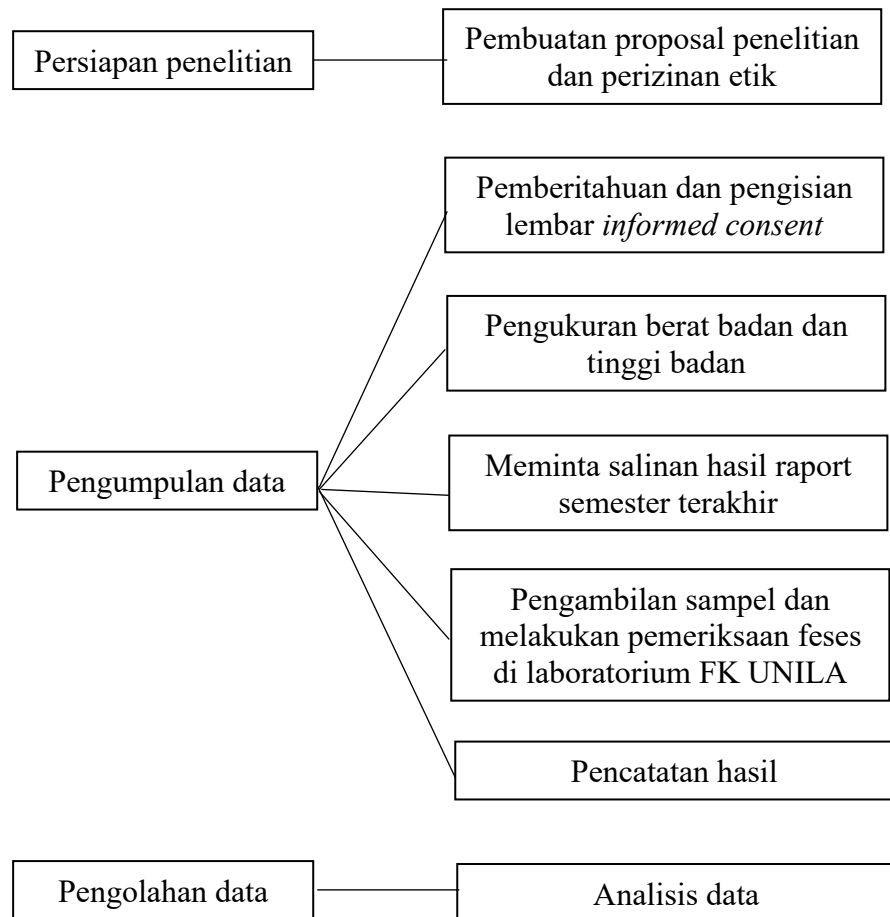 Persiapan penelitian
Pembuatan proposal penelitian
dan perizinan etik
Pengumpulan data
Pemberitahuan dan pengisian
lembar informed consent
Pengukuran berat badan dan
tinggi badan
Meminta salinan hasil raport
semester terakhir
Pengambilan sampel dan
melakukan pemeriksaan feses
di laboratorium FK UNILA
Pencatatan hasil
Pengolahan data
Analisis data